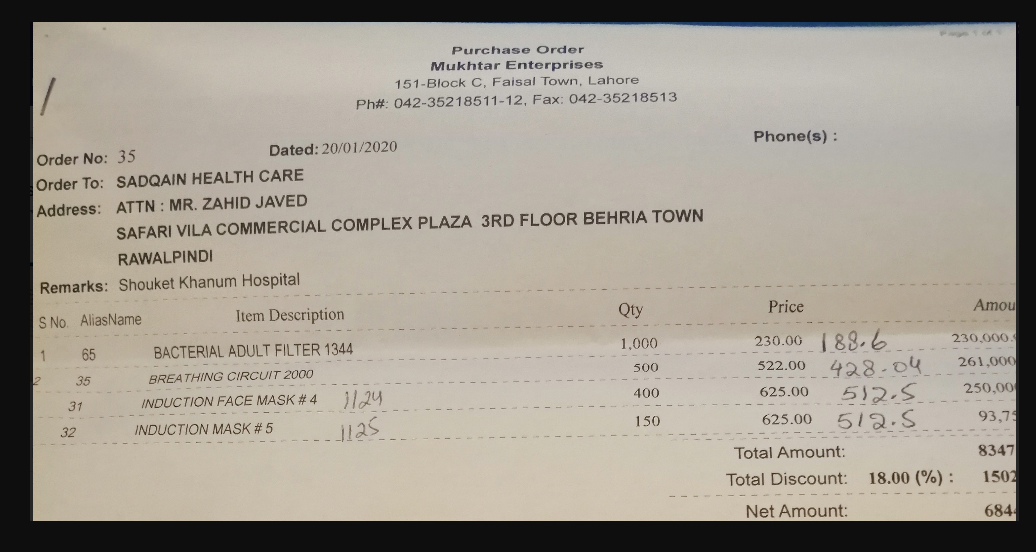 Page 1 of 1
Purchase Order
Mukhtar Enterprises
151-Block C, Faisal Town, Lahore
Ph#: 042-35218511-12, Fax: 042-35218513
Phone(s) :
Order No: 35 Dated: 20/01/2020
Order To: SADQAIN HEALTH CARE
Address: ATTN : MR. ZAHID JAVED
SAFARI VILA COMMERCIAL COMPLEX PLAZA 3RD FLOOR BEHRIA TOWN
RAWALPINDI
Remarks: Shouket Khanum Hospital
S No. AliasName Item Description Qty Price Amou
1 65 BACTERIAL ADULT FILTER 1344 1,000 230.00 188.6 230,000.
2 35 BREATHING CIRCUIT 2000 500 522.00 428.04 261,000
31 INDUCTION FACE MASK # 4 1124 400 625.00 512.5 250,00
32 INDUCTION MASK # 5 1125 150 625.00 512.5 93,75
Total Amount: 8347
Total Discount: 18.00 (%) : 1502
Net Amount: 684